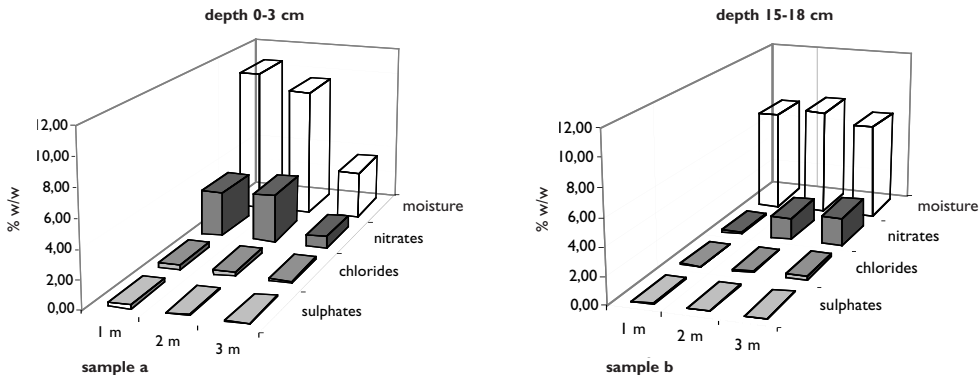 depth 0-3 cm
% w/w
12,00
10,00
8,00
6,00
4,00
2,00
0,00
moisture
nitrates
chlorides
sulphates
1 m
2 m
3 m
sample a
depth 15-18 cm
% w/w
12,00
10,00
8,00
6,00
4,00
2,00
0,00
moisture
nitrates
chlorides
sulphates
1 m
2 m
3 m
sample b